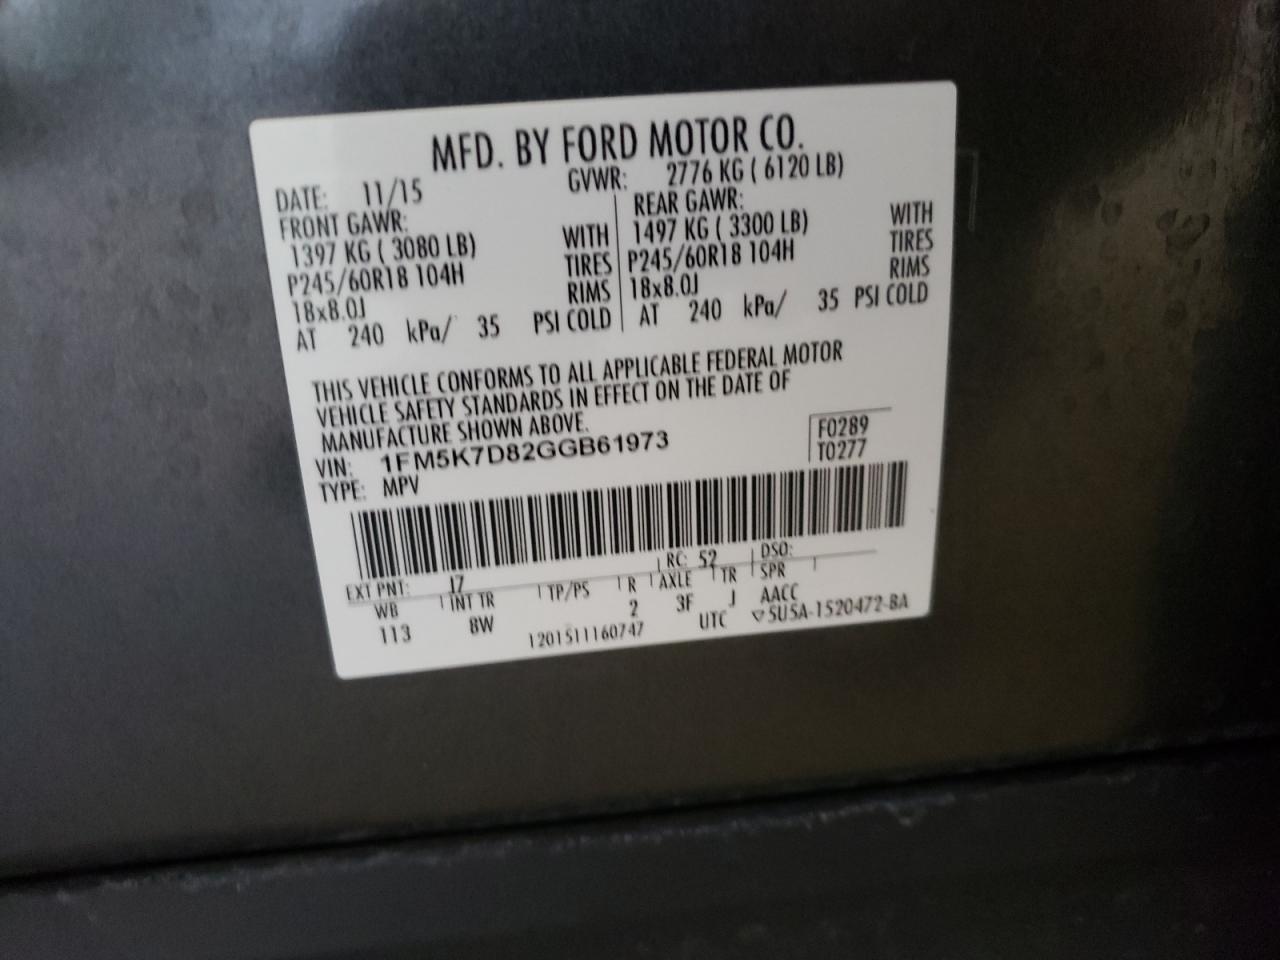 MFD. BY FORD MOTOR CO.
DATE: 11/15 GVWR: 2776 KG ( 6120 LB)
FRONT GAWR: REAR GAWR:
1397 KG ( 3080 LB) WITH 1497 KG ( 3300 LB) WITH
P245/60R18 104H TIRES P245/60R18 104H TIRES
18x8.0J RIMS 18x8.0J RIMS
AT 240 kPa/ 35 PSI COLD AT 240 kPa/ 35 PSI COLD
THIS VEHICLE CONFORMS TO ALL APPLICABLE FEDERAL MOTOR
VEHICLE SAFETY STANDARDS IN EFFECT ON THE DATE OF
MANUFACTURE SHOWN ABOVE.
VIN: 1FM5K7D82GGB61973 F0289
TYPE: MPV T0277
EXT PNT: J7 RC: 52 DSO:
WB INT TR TP/PS R AXLE TR SPR
113 8W 2 3F J AACC
1201511160747 UTC ▽5U5A-1520472-BA